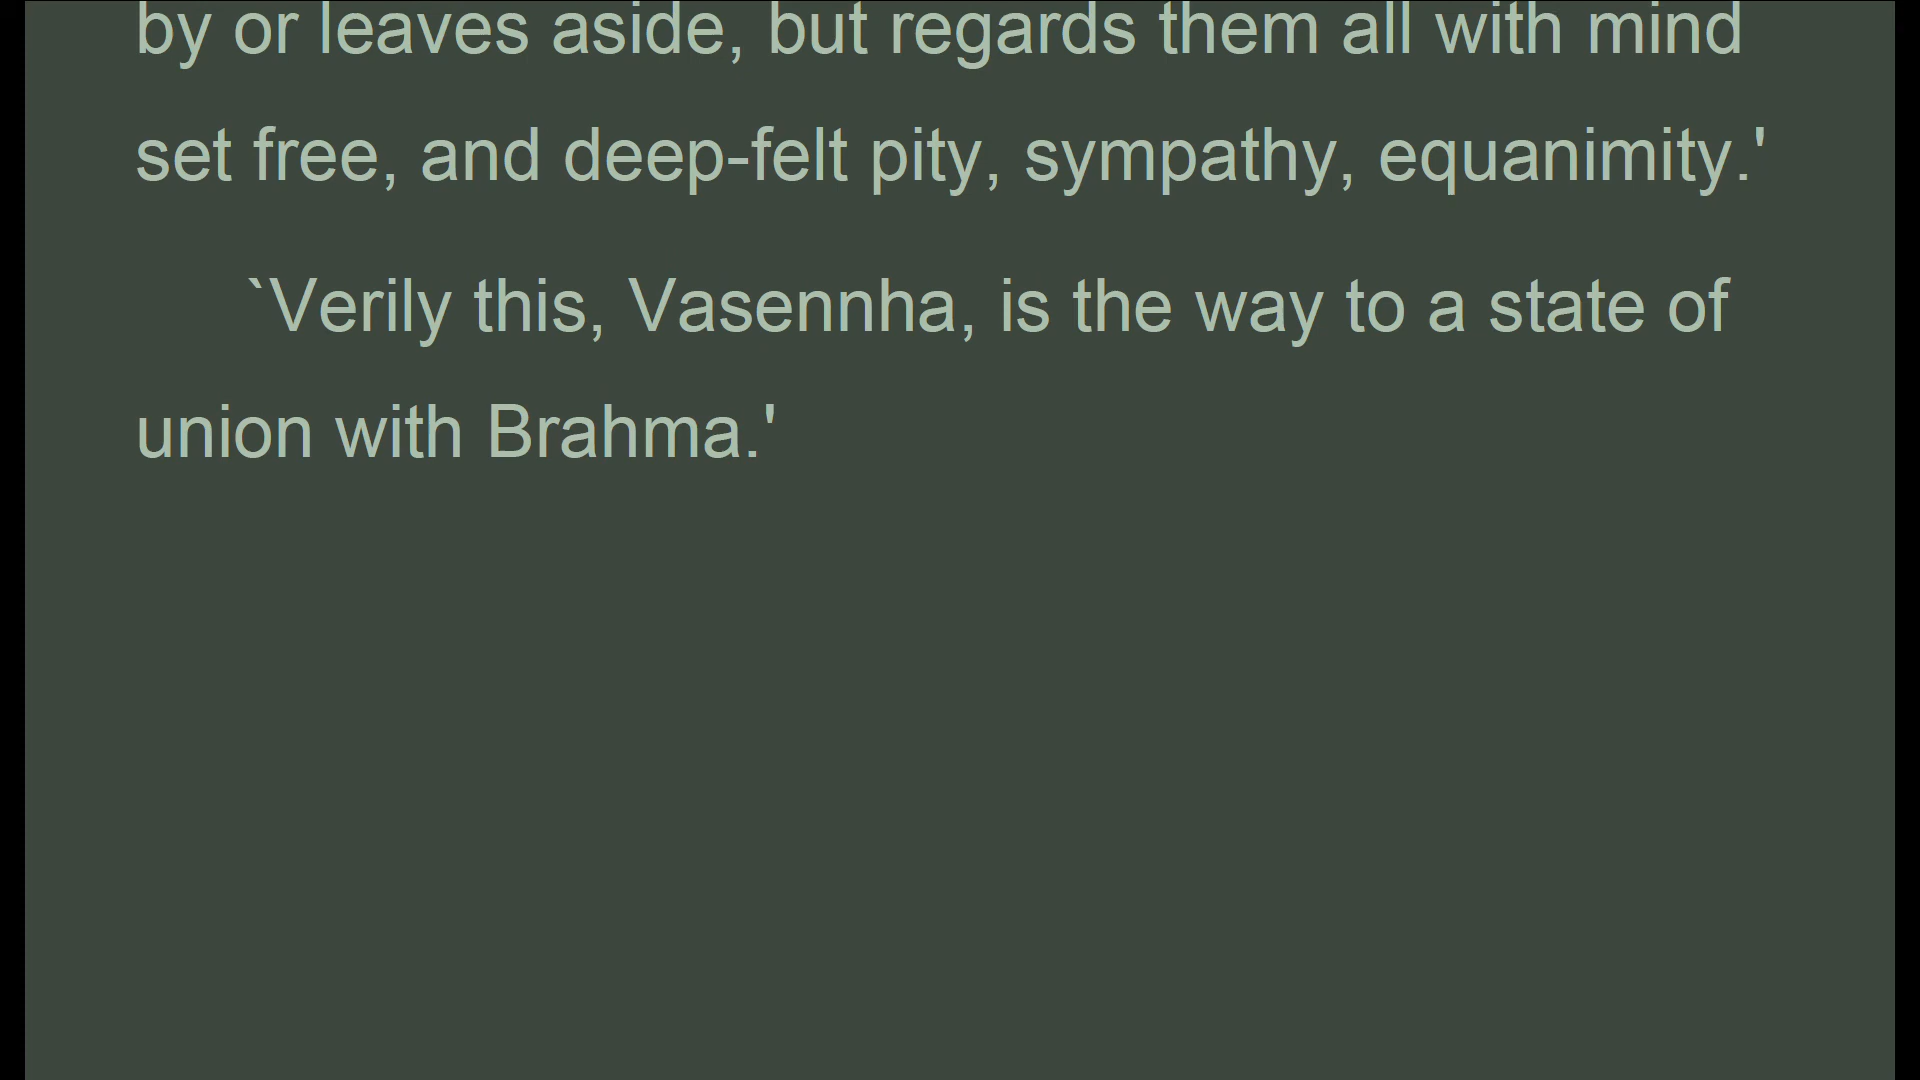 by or leaves aside, but regards them all with mind
set free, and deep-felt pity, sympathy, equanimity.'
`Verily this, Vasennha, is the way to a state of
union with Brahma.'